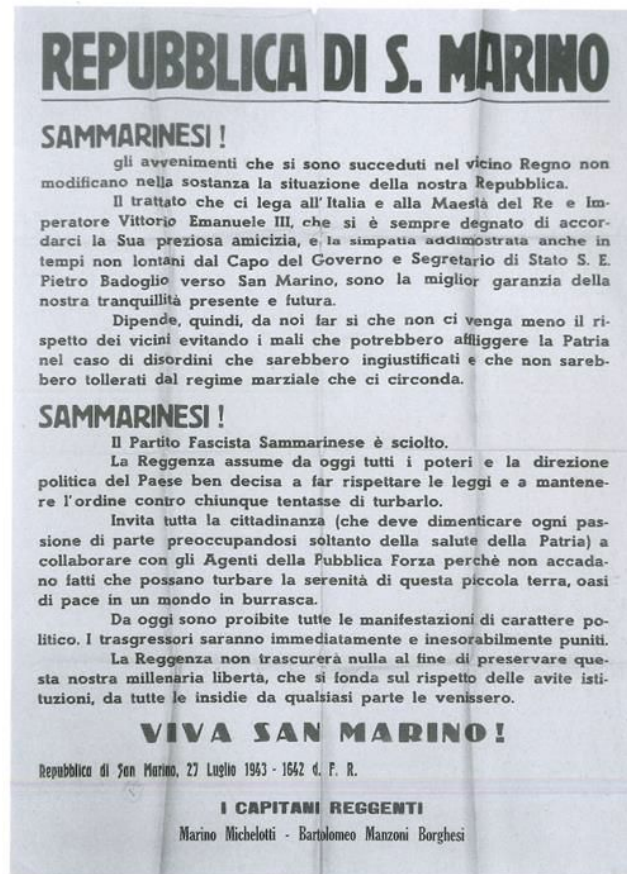 REPUBBLICA DI S. MARINO
SAMMARINESI !
gli avvenimenti che si sono succeduti nel vicino Regno non
modificano nella sostanza la situazione della nostra Repubblica.
Il trattato che ci lega all'Italia e alla Maestà del Re e Im-
peratore Vittorio Emanuele III, che si è sempre degnato di accor-
darci la Sua preziosa amicizia, e la simpatia addimostrata anche in
tempi non lontani dal Capo del Governo e Segretario di Stato S. E.
Pietro Badoglio verso San Marino, sono la miglior garanzia della
nostra tranquillità presente e futura.
Dipende, quindi, da noi far si che non ci venga meno il ri-
spetto dei vicini evitando i mali che potrebbero affliggere la Patria
nel caso di disordini che sarebbero ingiustificati e che non sareb-
bero tollerati dal regime marziale che ci circonda.
SAMMARINESI !
Il Partito Fascista Sammarinese è sciolto.
La Reggenza assume da oggi tutti i poteri e la direzione
politica del Paese ben decisa a far rispettare le leggi e a mantene-
re l'ordine contro chiunque tentasse di turbarlo.
Invita tutta la cittadinanza (che deve dimenticare ogni pas-
sione di parte preoccupandosi soltanto della salute della Patria) a
collaborare con gli Agenti della Pubblica Forza perchè non accada-
no fatti che possano turbare la serenità di questa piccola terra, oasi
di pace in un mondo in burrasca.
Da oggi sono proibite tutte le manifestazioni di carattere po-
litico. I trasgressori saranno immediatamente e inesorabilmente puniti.
La Reggenza non trascurerà nulla al fine di preservare que-
sta nostra millenaria libertà, che si fonda sul rispetto delle avite isti-
tuzioni, da tutte le insidie da qualsiasi parte le venissero.
VIVA SAN MARINO !
Repubblica di San Marino, 27 Luglio 1943 - 1642 d. F. R.
I CAPITANI REGGENTI
Marino Michelotti - Bartolomeo Manzoni Borghesi